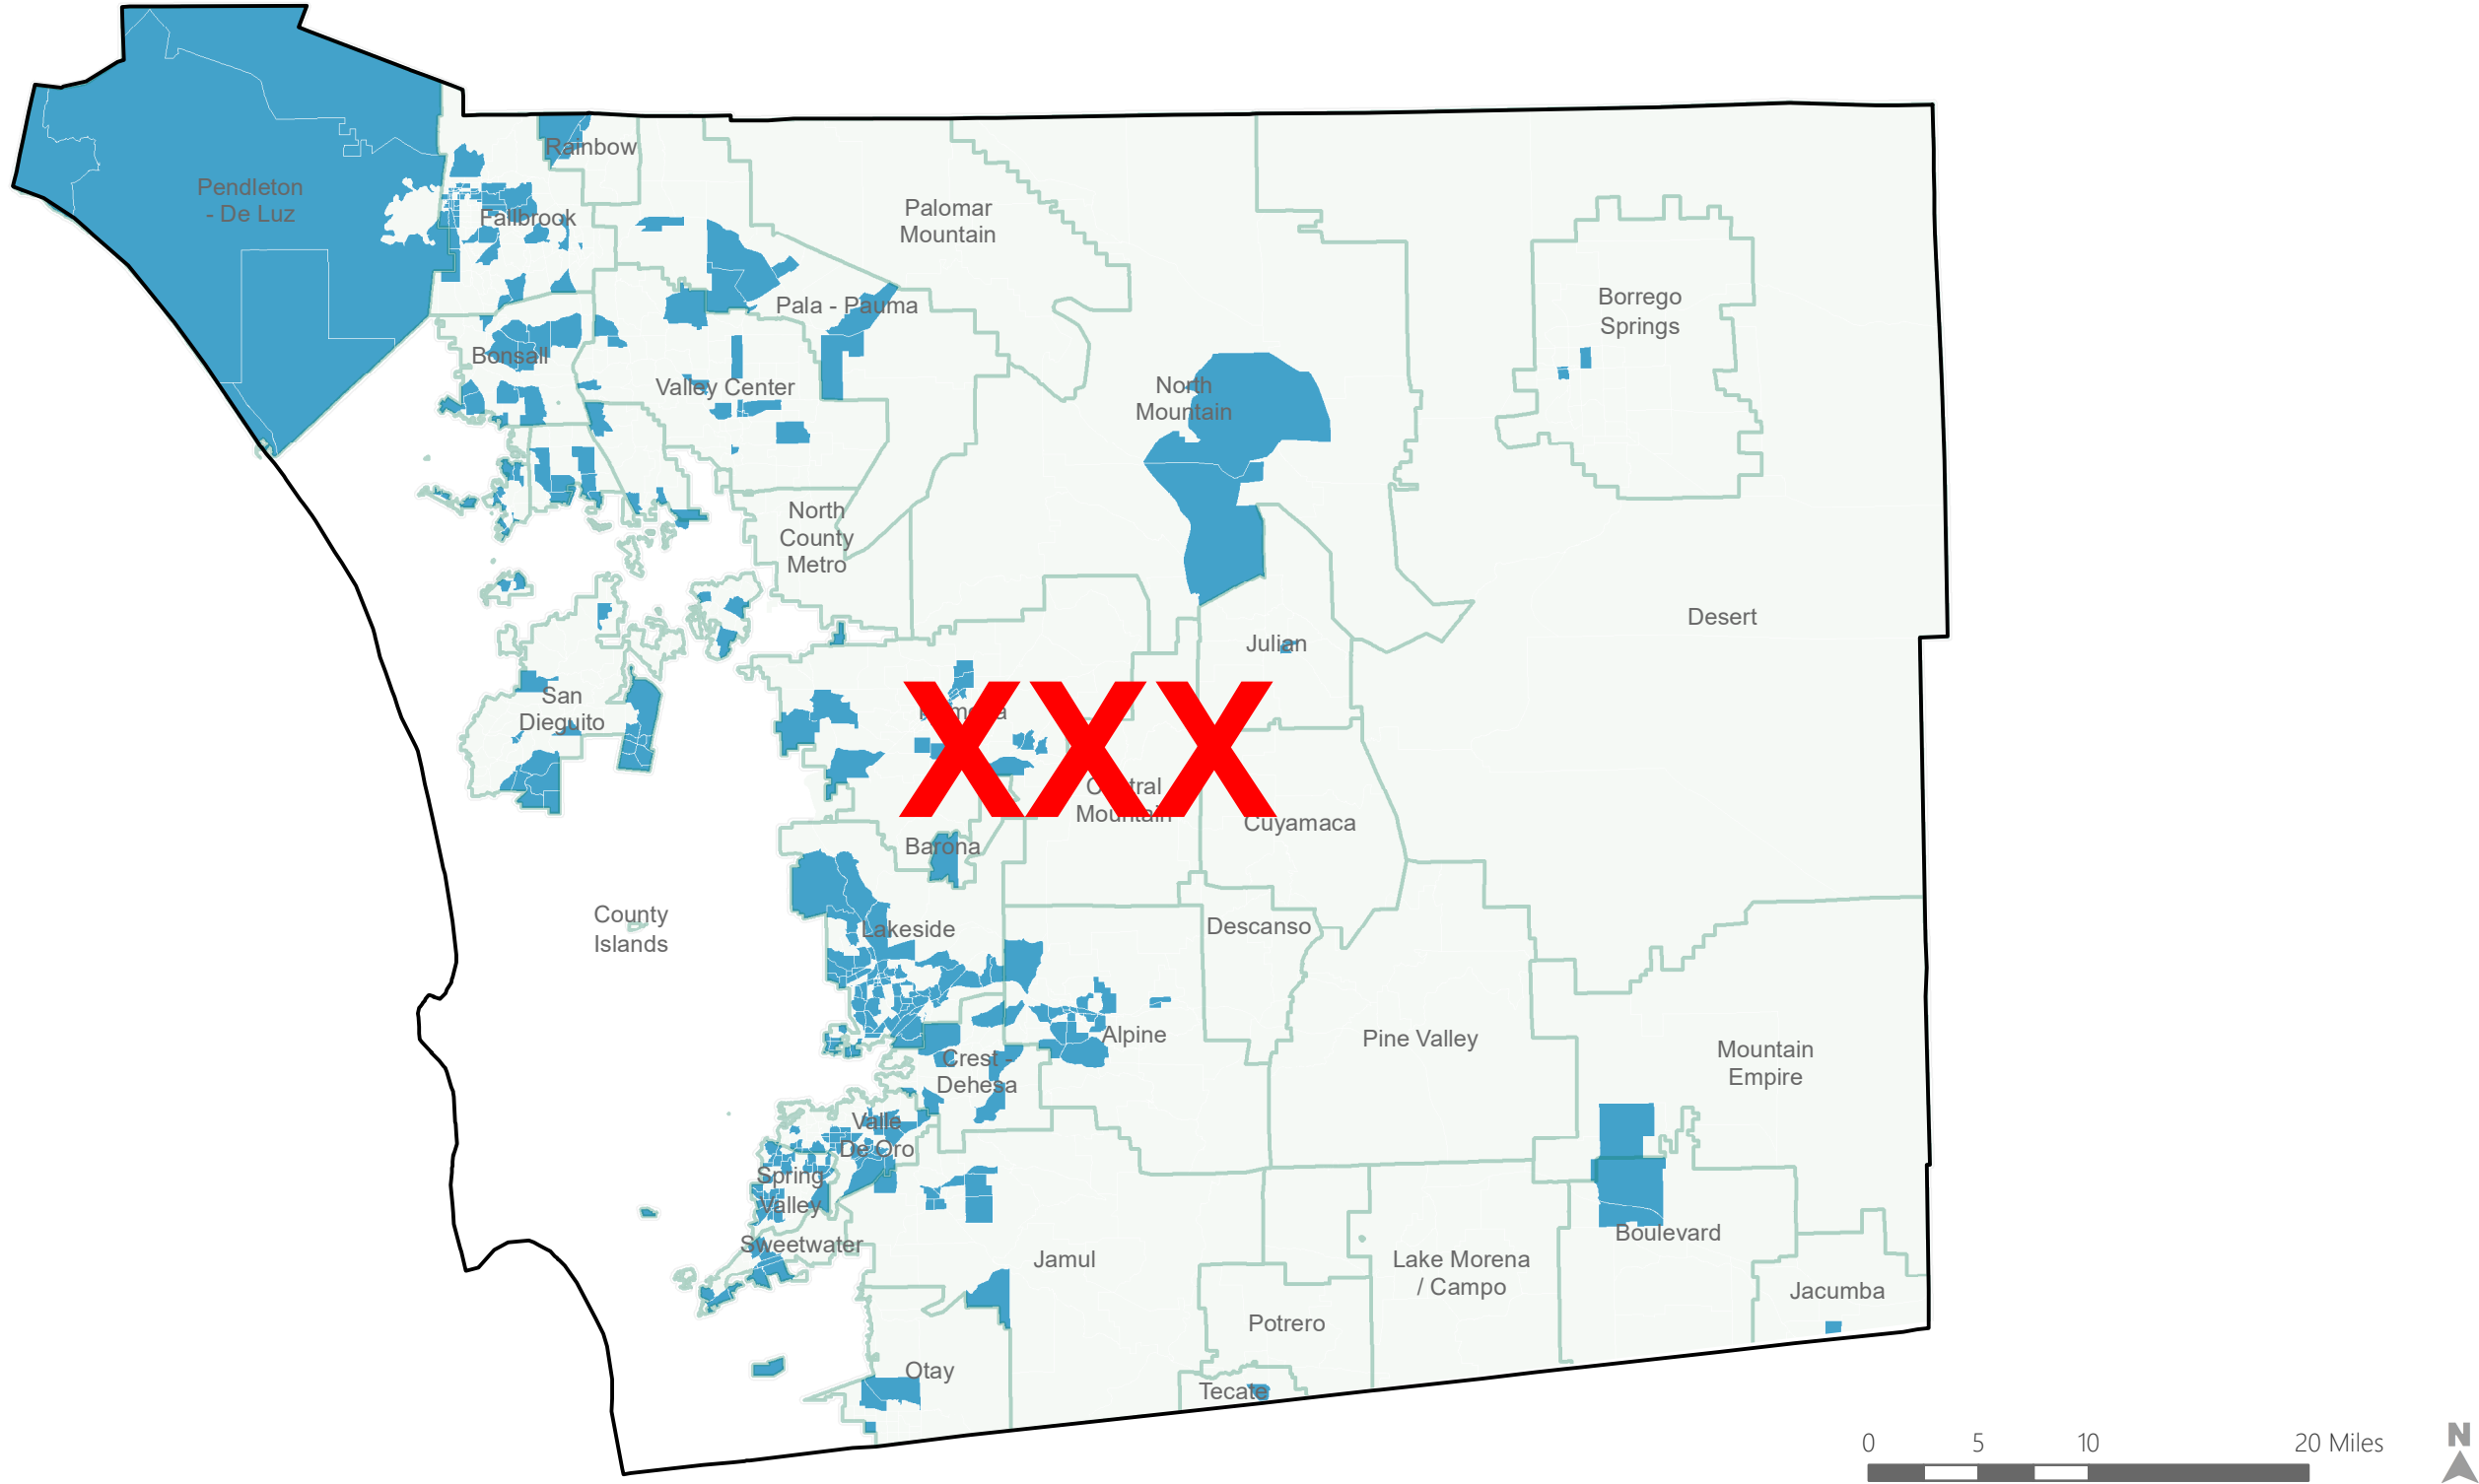 Rainbow
Pendleton
- De Luz
Fallbrook
Palomar
Mountain
Borrego
Springs
Pala - Pauma
Bonsall
Valley Center
North
Mountain
North
County
Metro
Desert
Julian
San
Dieguito
XXX
Mountain
Cuyamaca
Barona
County
Islands
Lakeside
Descanso
Alpine
Pine Valley
Crest -
Dehesa
Mountain
Empire
Valle
De Oro
Spring
Valley
Sweetwater
Jamul
Lake Morena
/ Campo
Boulevard
Jacumba
Potrero
Otay
Tecate
0 5 10 20 Miles
N